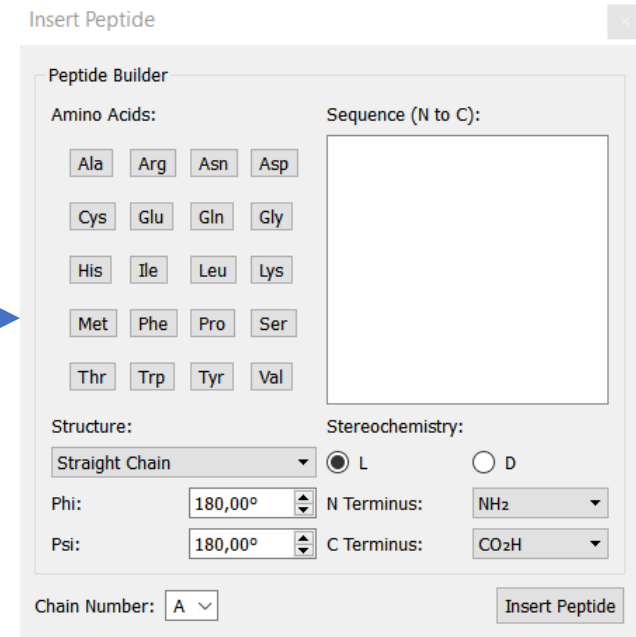 Insert Peptide
Peptide Builder
Amino Acids:
Sequence (N to C):
Ala Arg Asn Asp
Cys Glu Gln Gly
His Ile Leu Lys
Met Phe Pro Ser
Thr Trp Tyr Val
Structure:
Stereochemistry:
Straight Chain
L D
Phi: 180,00º N Terminus: NH₂
Psi: 180,00º C Terminus: CO₂H
Chain Number: A Insert Peptide